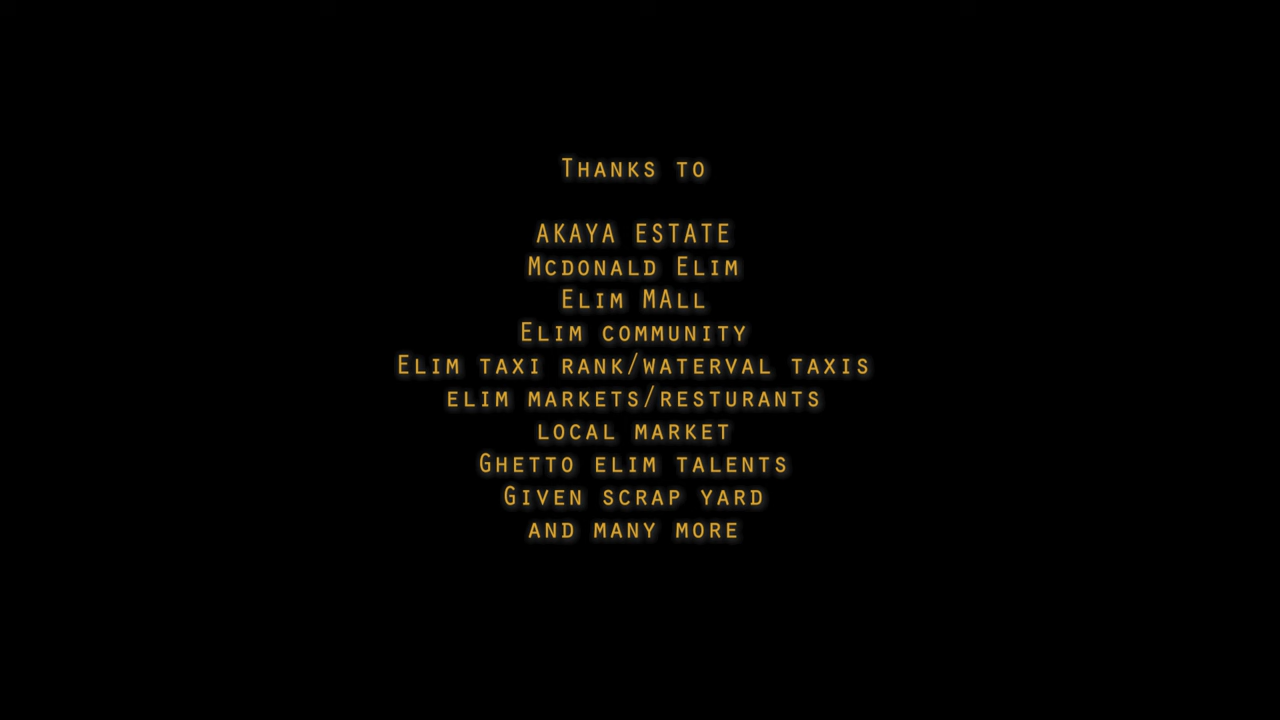 Thanks to
AKAYA ESTATE
Mcdonald Elim
Elim MAll
Elim community
Elim taxi rank/waterval taxis
elim markets/resturants
local market
Ghetto elim talents
Given scrap yard
and many more